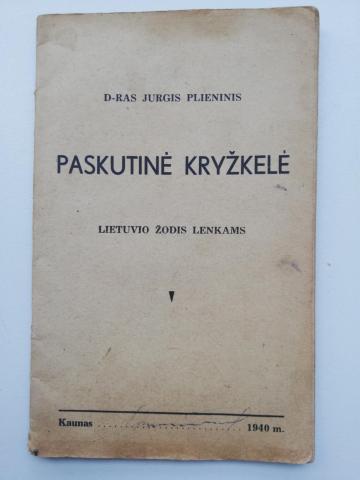 D-RAS JURGIS PLIENINIS
PASKUTINĖ KRYŽKELĖ
LIETUVIO ŽODIS LENKAMS
Kaunas 1940 m.